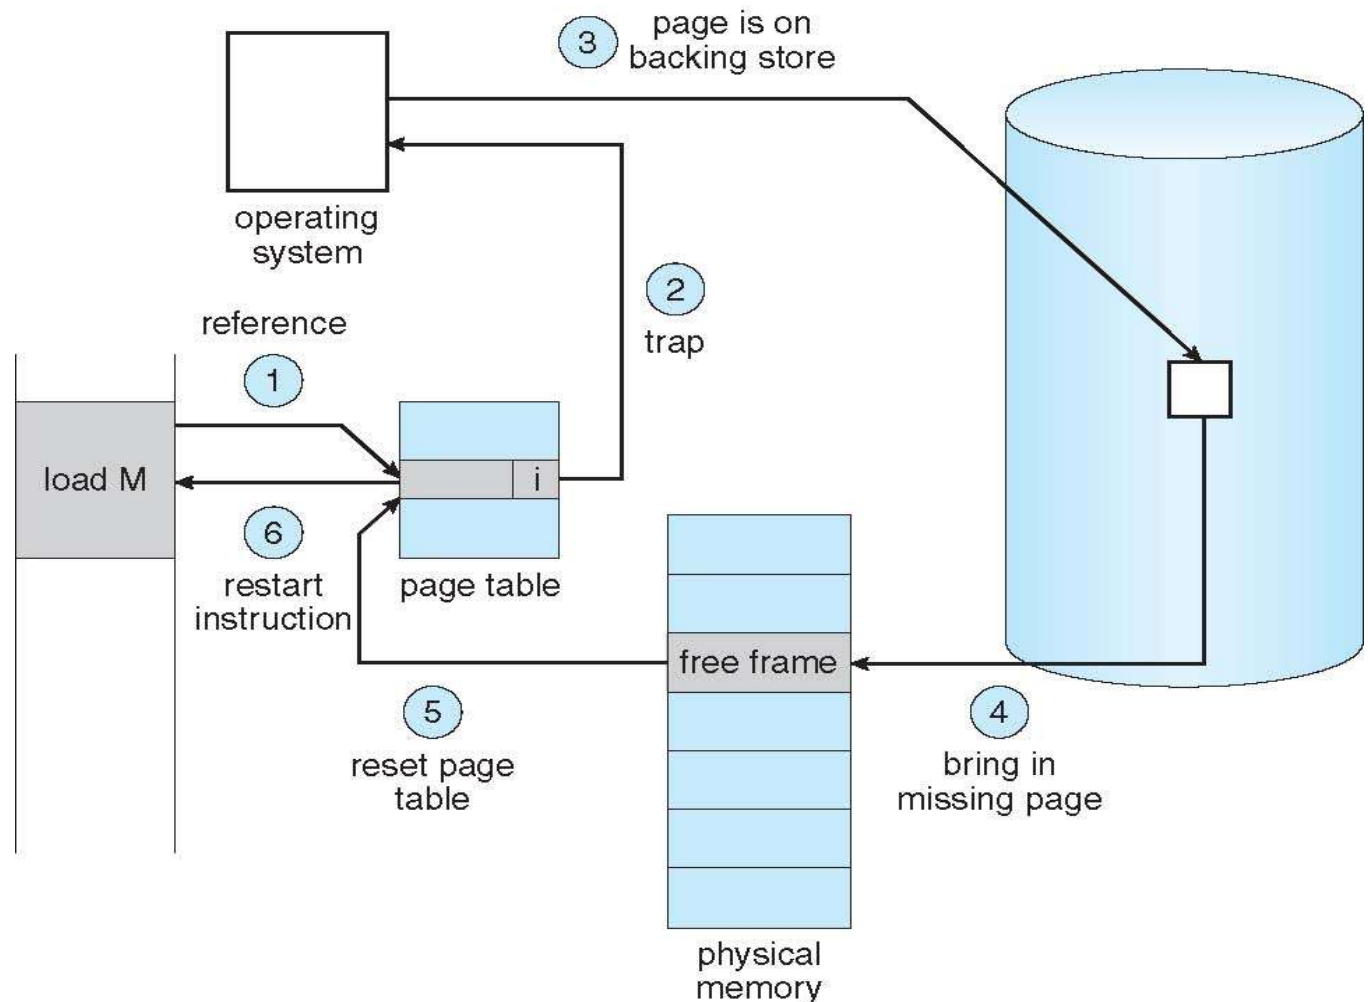 3
page is on
backing store
operating
system
2
trap
reference
1
load M
i
6
restart
instruction
page table
free frame
5
reset page
table
4
bring in
missing page
physical
memory